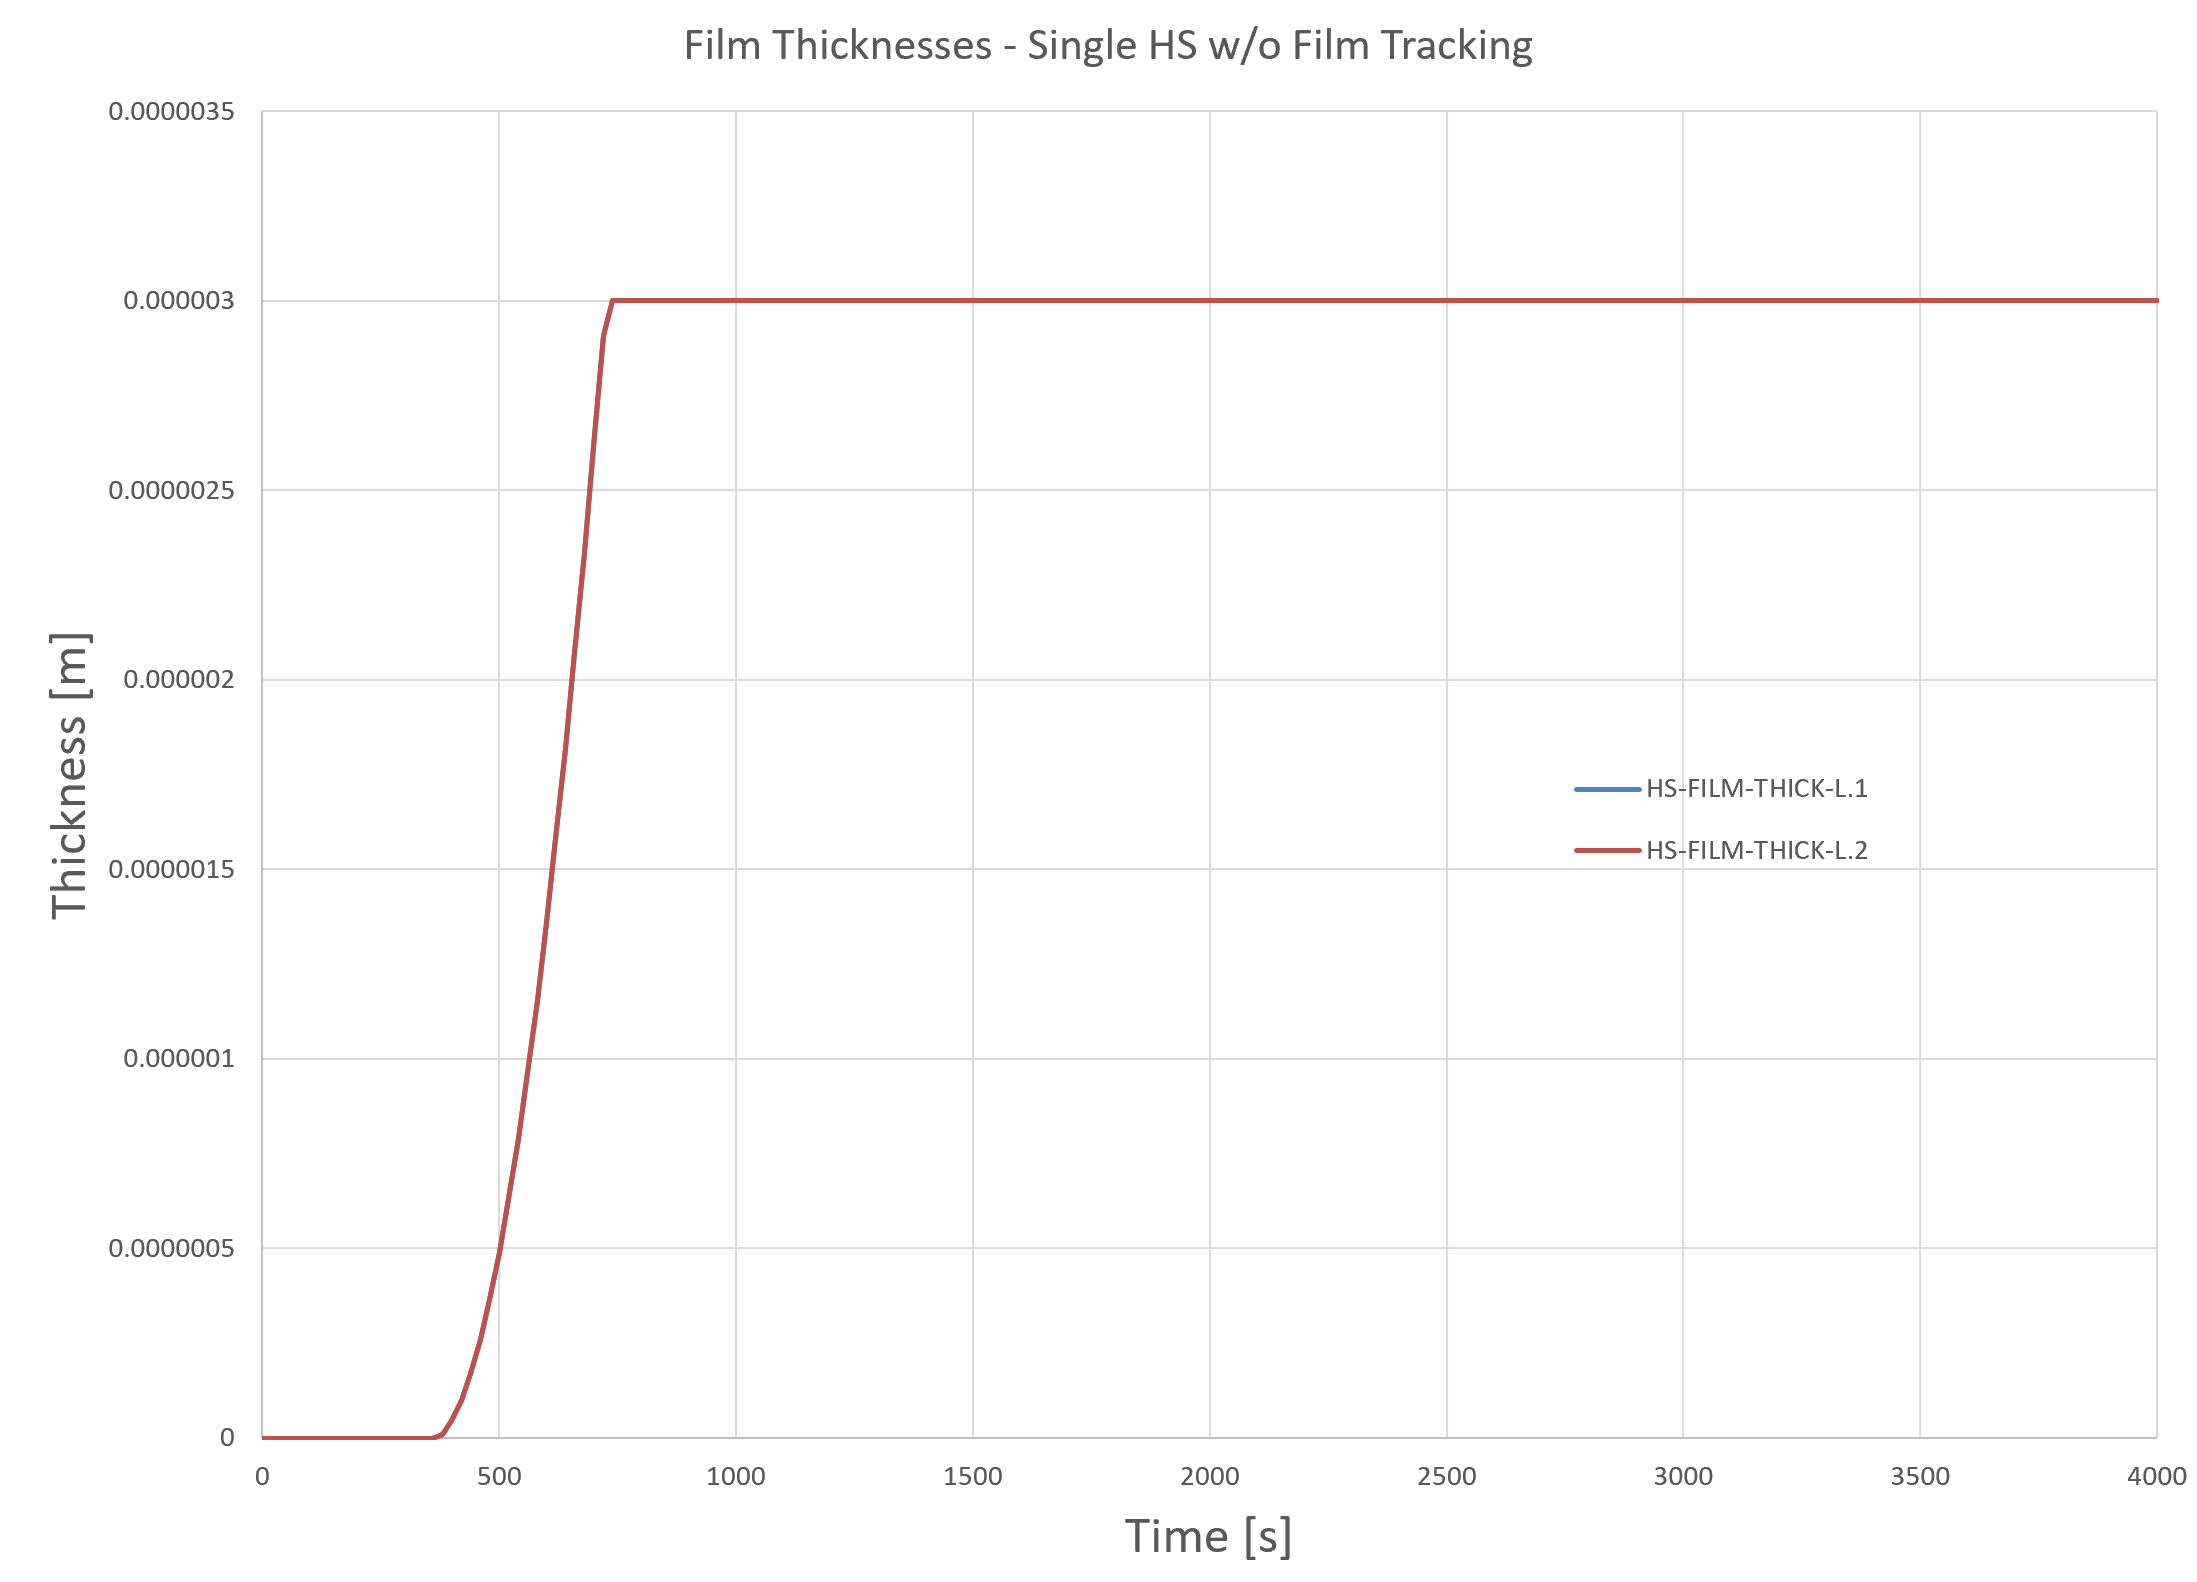 Film Thicknesses - Single HS w/o Film Tracking
0.0000035
0.000003
0.0000025
0.000002
0.0000015
0.000001
0.0000005
0
Thickness [m]
HS-FILM-THICK-L.1
HS-FILM-THICK-L.2
0 500 1000 1500 2000 2500 3000 3500 4000
Time [s]